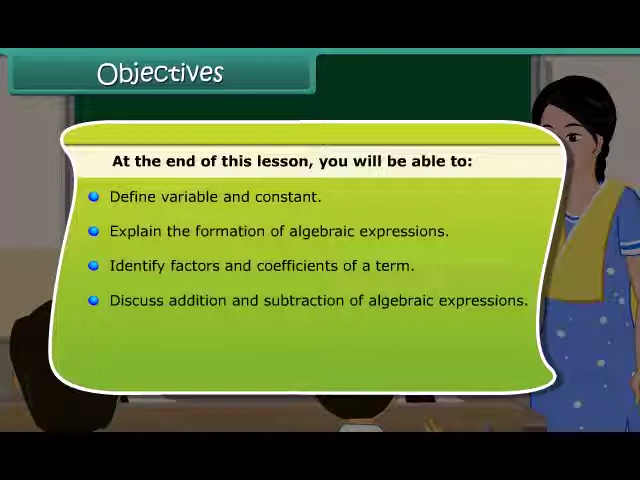 Objectives
At the end of this lesson, you will be able to:
Define variable and constant.
Explain the formation of algebraic expressions.
Identify factors and coefficients of a term.
Discuss addition and subtraction of algebraic expressions.